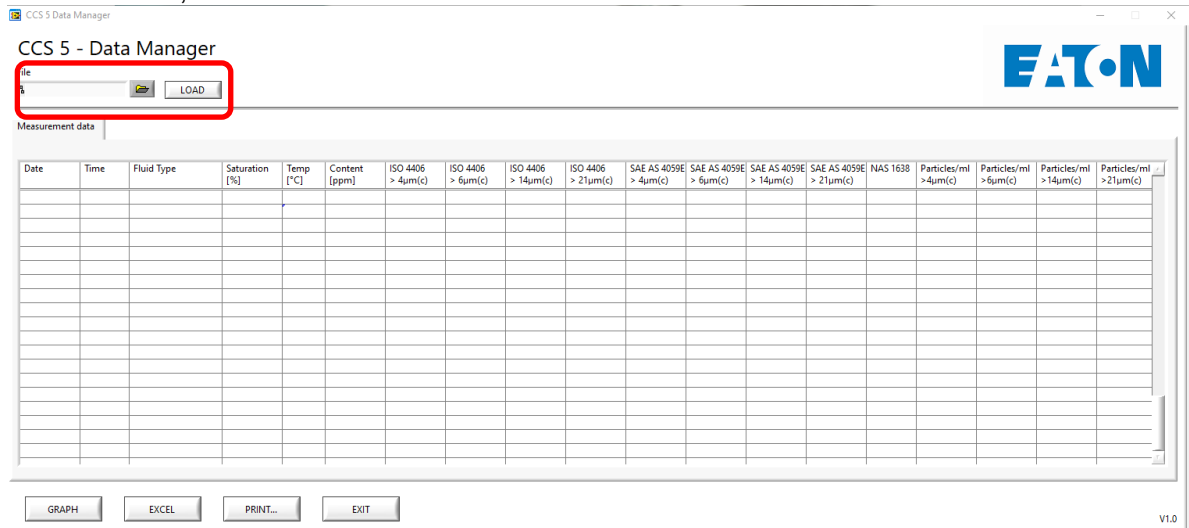 CCS 5 Data Manager
CCS 5 - Data Manager
EATON
File
LOAD
Measurement data
Date Time Fluid Type Saturation [%] Temp [°C] Content [ppm] ISO 4406 > 4µm(c) ISO 4406 > 6µm(c) ISO 4406 > 14µm(c) ISO 4406 > 21µm(c) SAE AS 4059E > 4µm(c) SAE AS 4059E > 6µm(c) SAE AS 4059E > 14µm(c) SAE AS 4059E > 21µm(c) NAS 1638 Particles/ml >4µm(c) Particles/ml >6µm(c) Particles/ml >14µm(c) Particles/ml >21µm(c)
GRAPH EXCEL PRINT... EXIT
V1.0